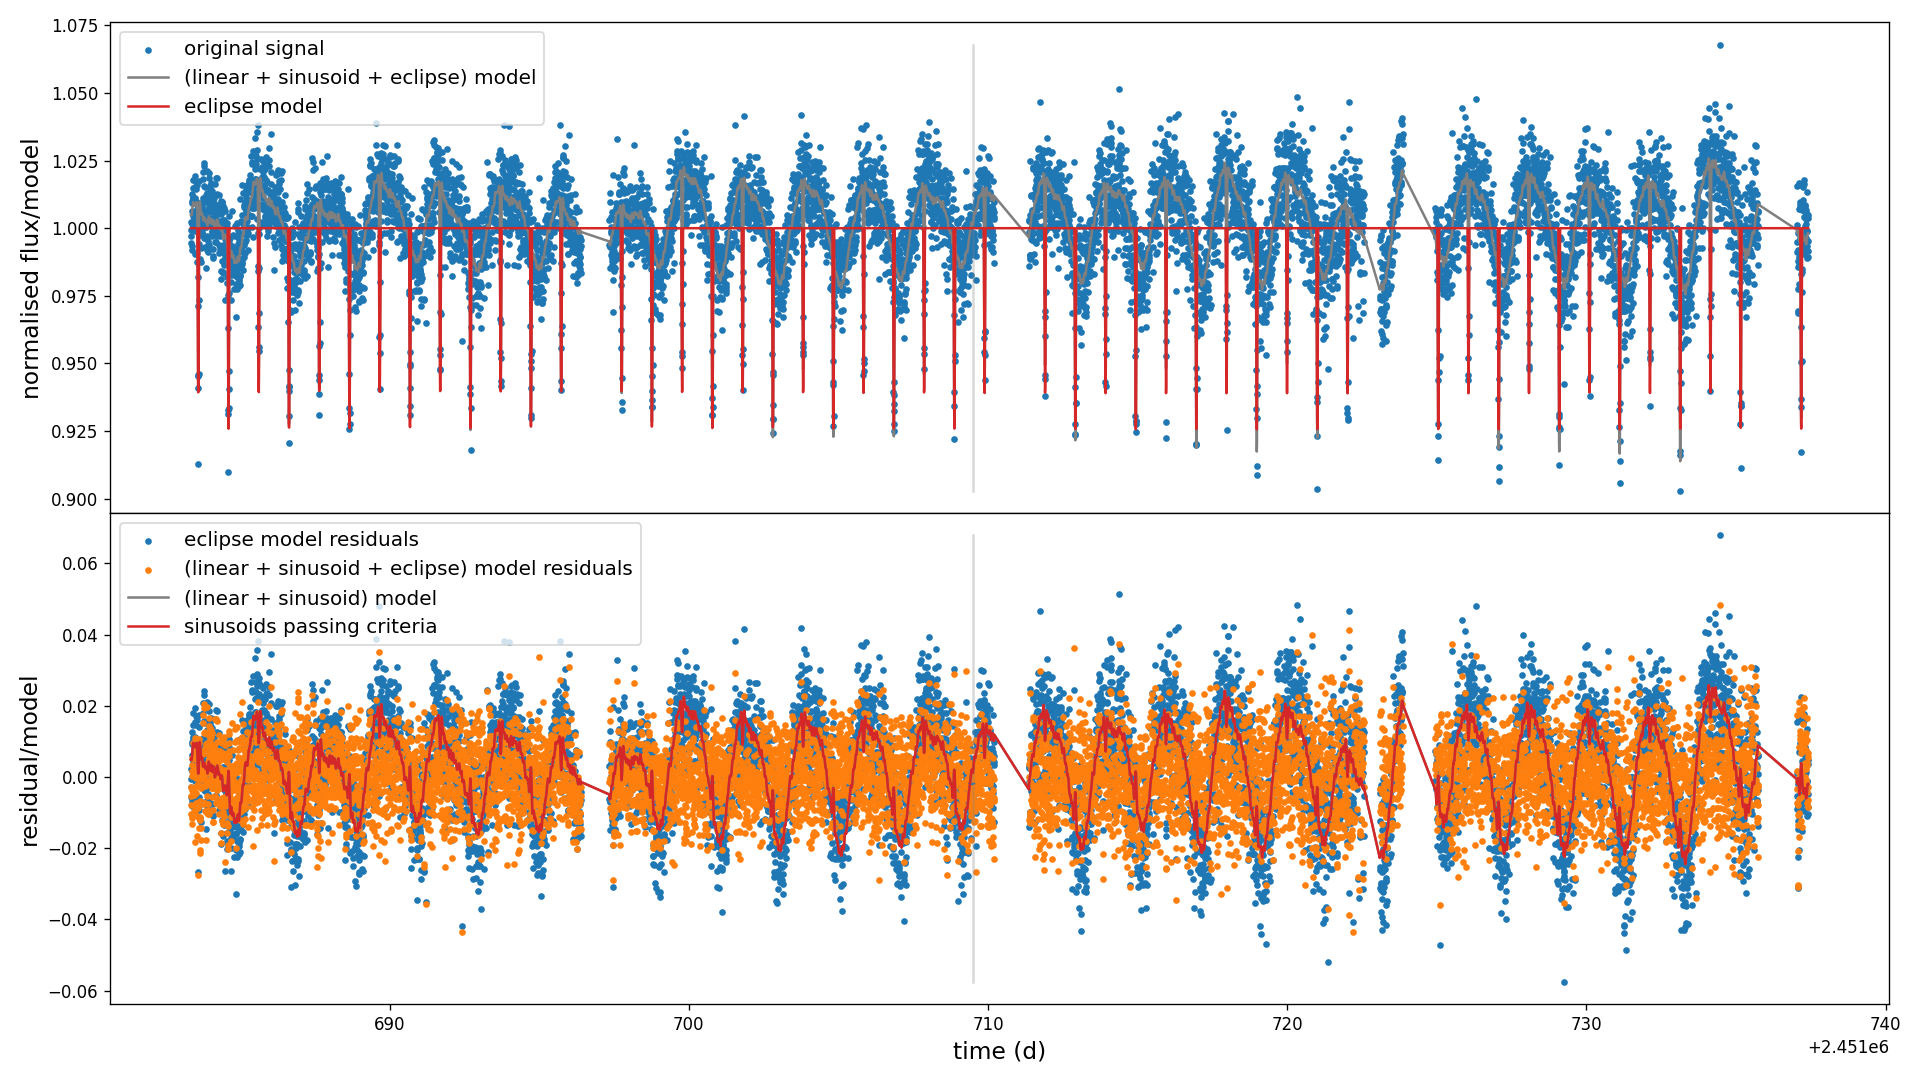 1.075
1.050
1.025
1.000
0.975
0.950
0.925
0.900
normalised flux/model
original signal
(linear + sinusoid + eclipse) model
eclipse model
0.06
0.04
0.02
0.00
−0.02
−0.04
−0.06
residual/model
eclipse model residuals
(linear + sinusoid + eclipse) model residuals
(linear + sinusoid) model
sinusoids passing criteria
690
700
710
720
730
740
time (d)
+2.451e6